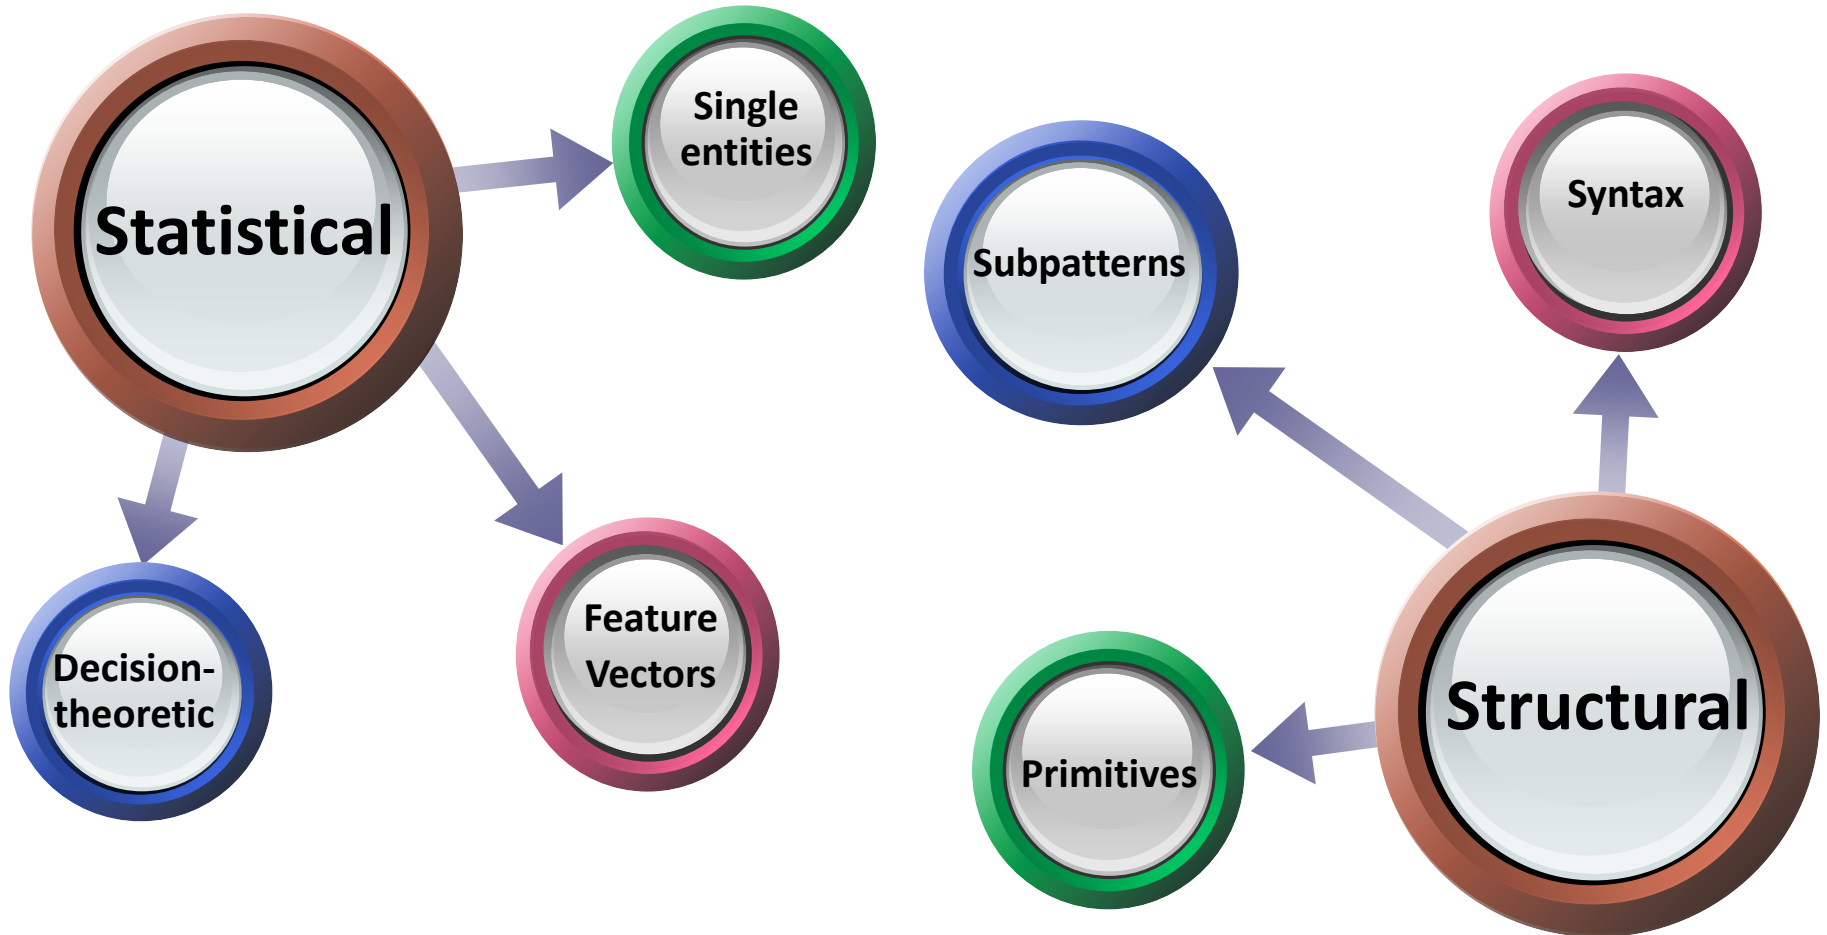 Statistical
Single
entities
Decision-
theoretic
Feature
Vectors
Subpatterns
Syntax
Primitives
Structural